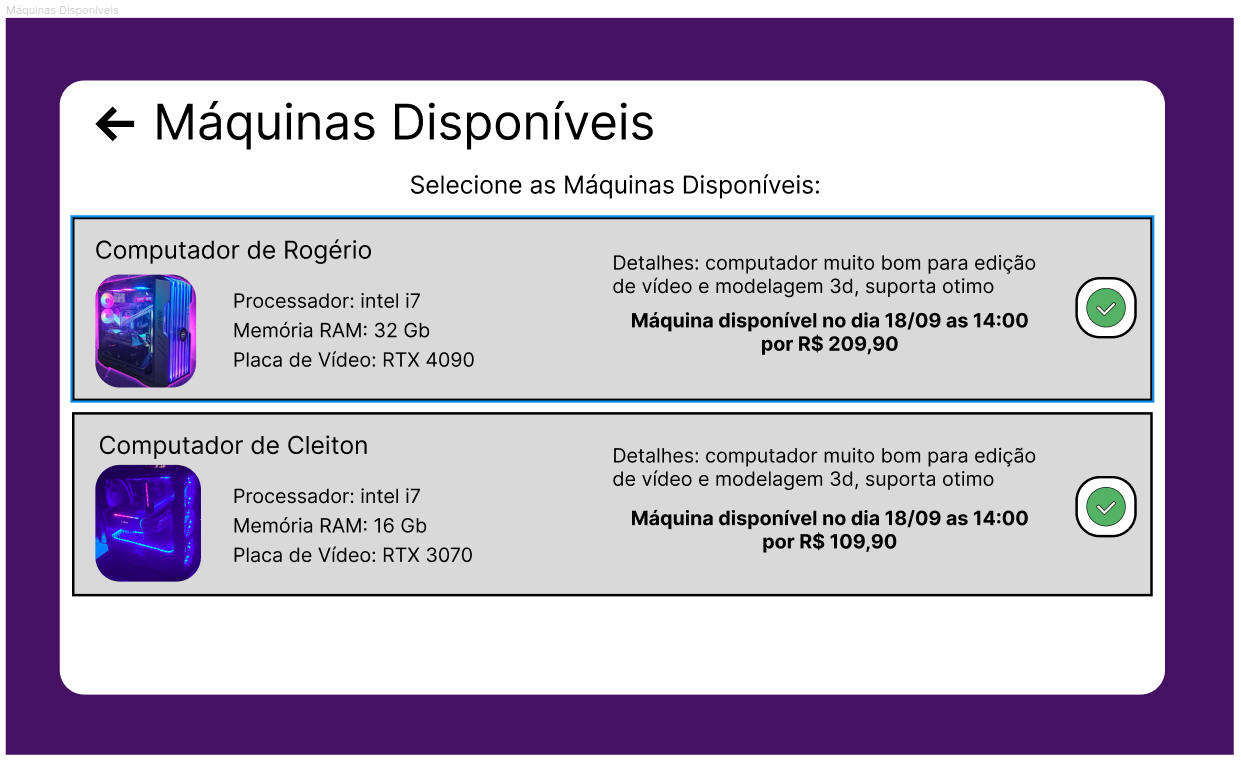 Máquinas Disponíveis
Máquinas Disponíveis
Selecione as Máquinas Disponíveis:
Computador de Rogério
Processador: intel i7
Memória RAM: 32 Gb
Placa de Vídeo: RTX 4090
Detalhes: computador muito bom para edição
de vídeo e modelagem 3d, suporta otimo
Máquina disponível no dia 18/09 as 14:00
por R$ 209,90
Computador de Cleiton
Processador: intel i7
Memória RAM: 16 Gb
Placa de Vídeo: RTX 3070
Detalhes: computador muito bom para edição
de vídeo e modelagem 3d, suporta otimo
Máquina disponível no dia 18/09 as 14:00
por R$ 109,90